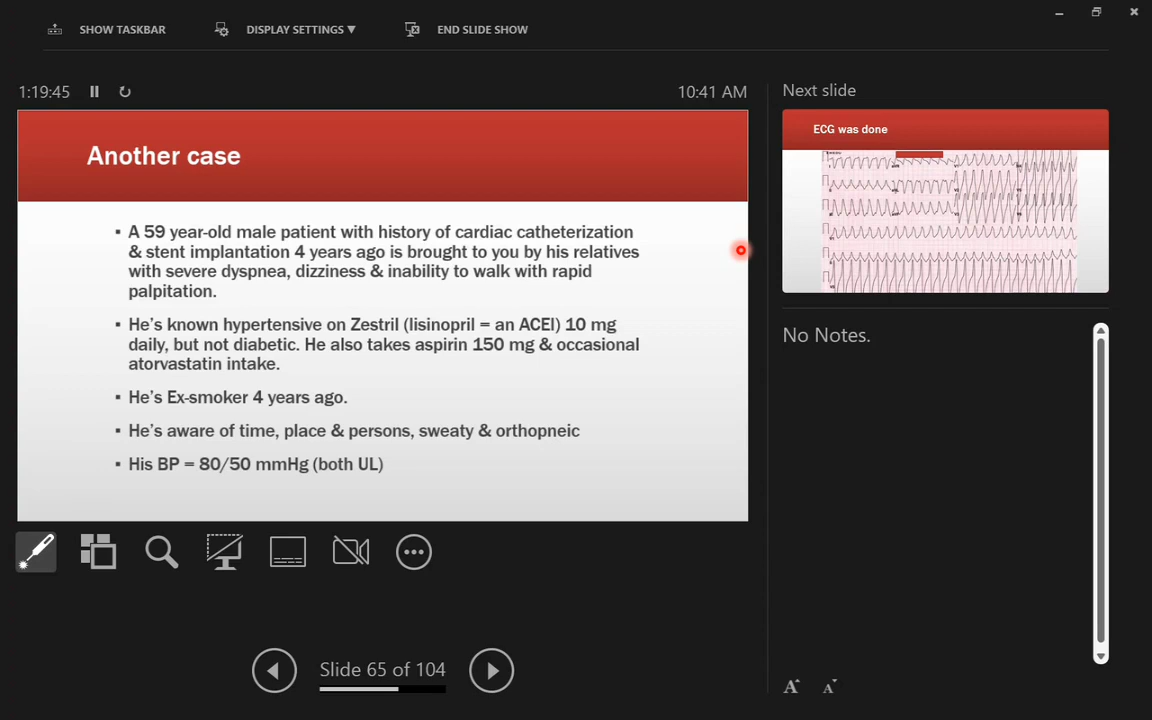 SHOW TASKBAR
DISPLAY SETTINGS ▼
END SLIDE SHOW
1:19:45
10:41 AM
Another case
▪ A 59 year-old male patient with history of cardiac catheterization
& stent implantation 4 years ago is brought to you by his relatives
with severe dyspnea, dizziness & inability to walk with rapid
palpitation.
▪ He’s known hypertensive on Zestril (lisinopril = an ACEI) 10 mg
daily, but not diabetic. He also takes aspirin 150 mg & occasional
atorvastatin intake.
▪ He’s Ex-smoker 4 years ago.
▪ He’s aware of time, place & persons, sweaty & orthopneic
▪ His BP = 80/50 mmHg (both UL)
Slide 65 of 104
Next slide
ECG was done
No Notes.
A A